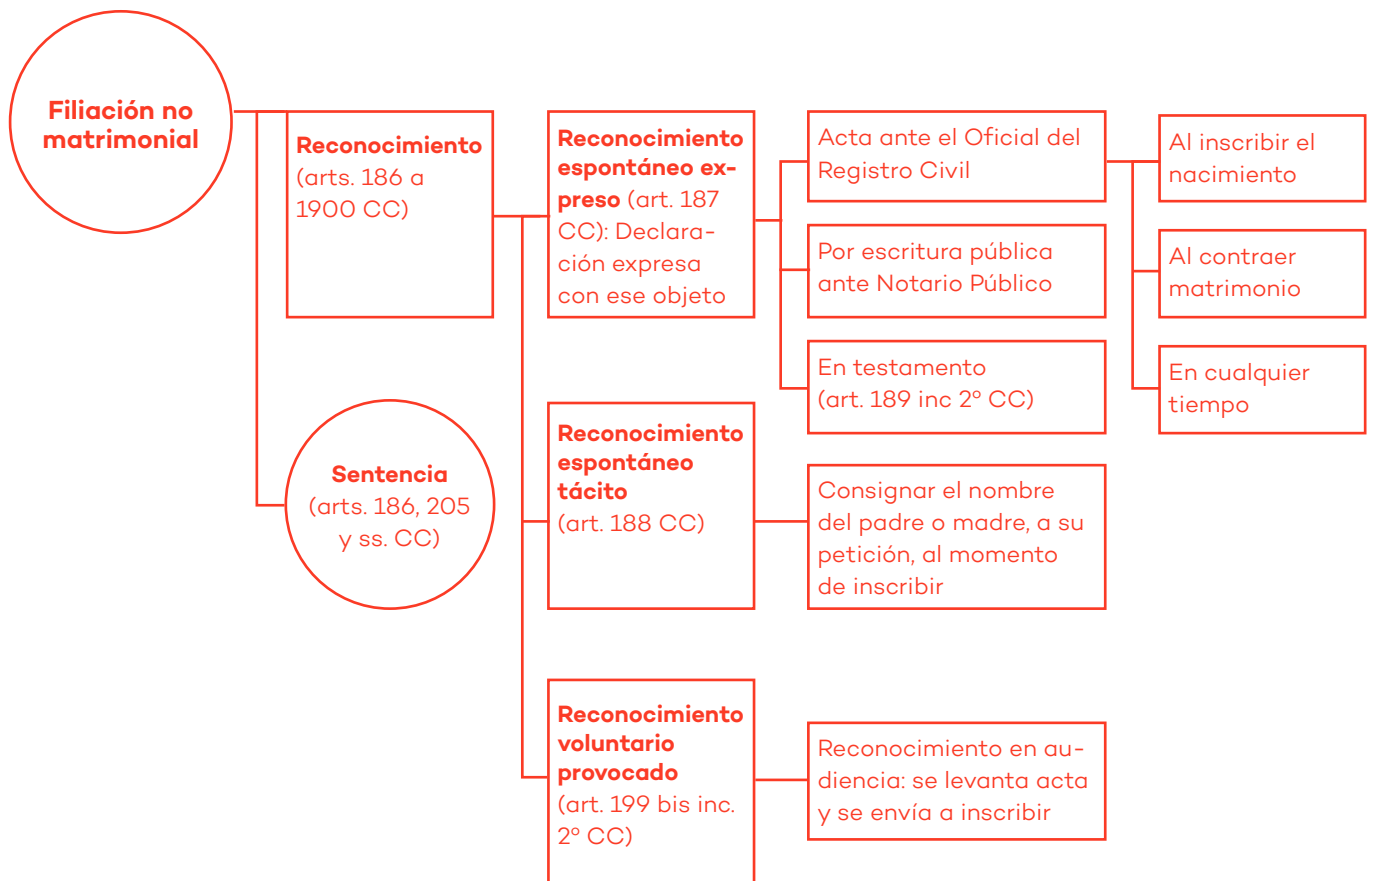 Filiación no
matrimonial
Reconocimiento
(arts. 186 a
1900 CC)
Sentencia
(arts. 186, 205
y ss. CC)
Reconocimiento
espontáneo ex-
preso (art. 187
CC): Declara-
ción expresa
con ese objeto
Acta ante el Oficial del
Registro Civil
Al inscribir el
nacimiento
Al contraer
matrimonio
En cualquier
tiempo
Por escritura pública
ante Notario Público
En testamento
(art. 189 inc 2º CC)
Reconocimiento
espontáneo
tácito
(art. 188 CC)
Consignar el nombre
del padre o madre, a su
petición, al momento
de inscribir
Reconocimiento
voluntario
provocado
(art. 199 bis inc.
2º CC)
Reconocimiento en au-
diencia: se levanta acta
y se envía a inscribir